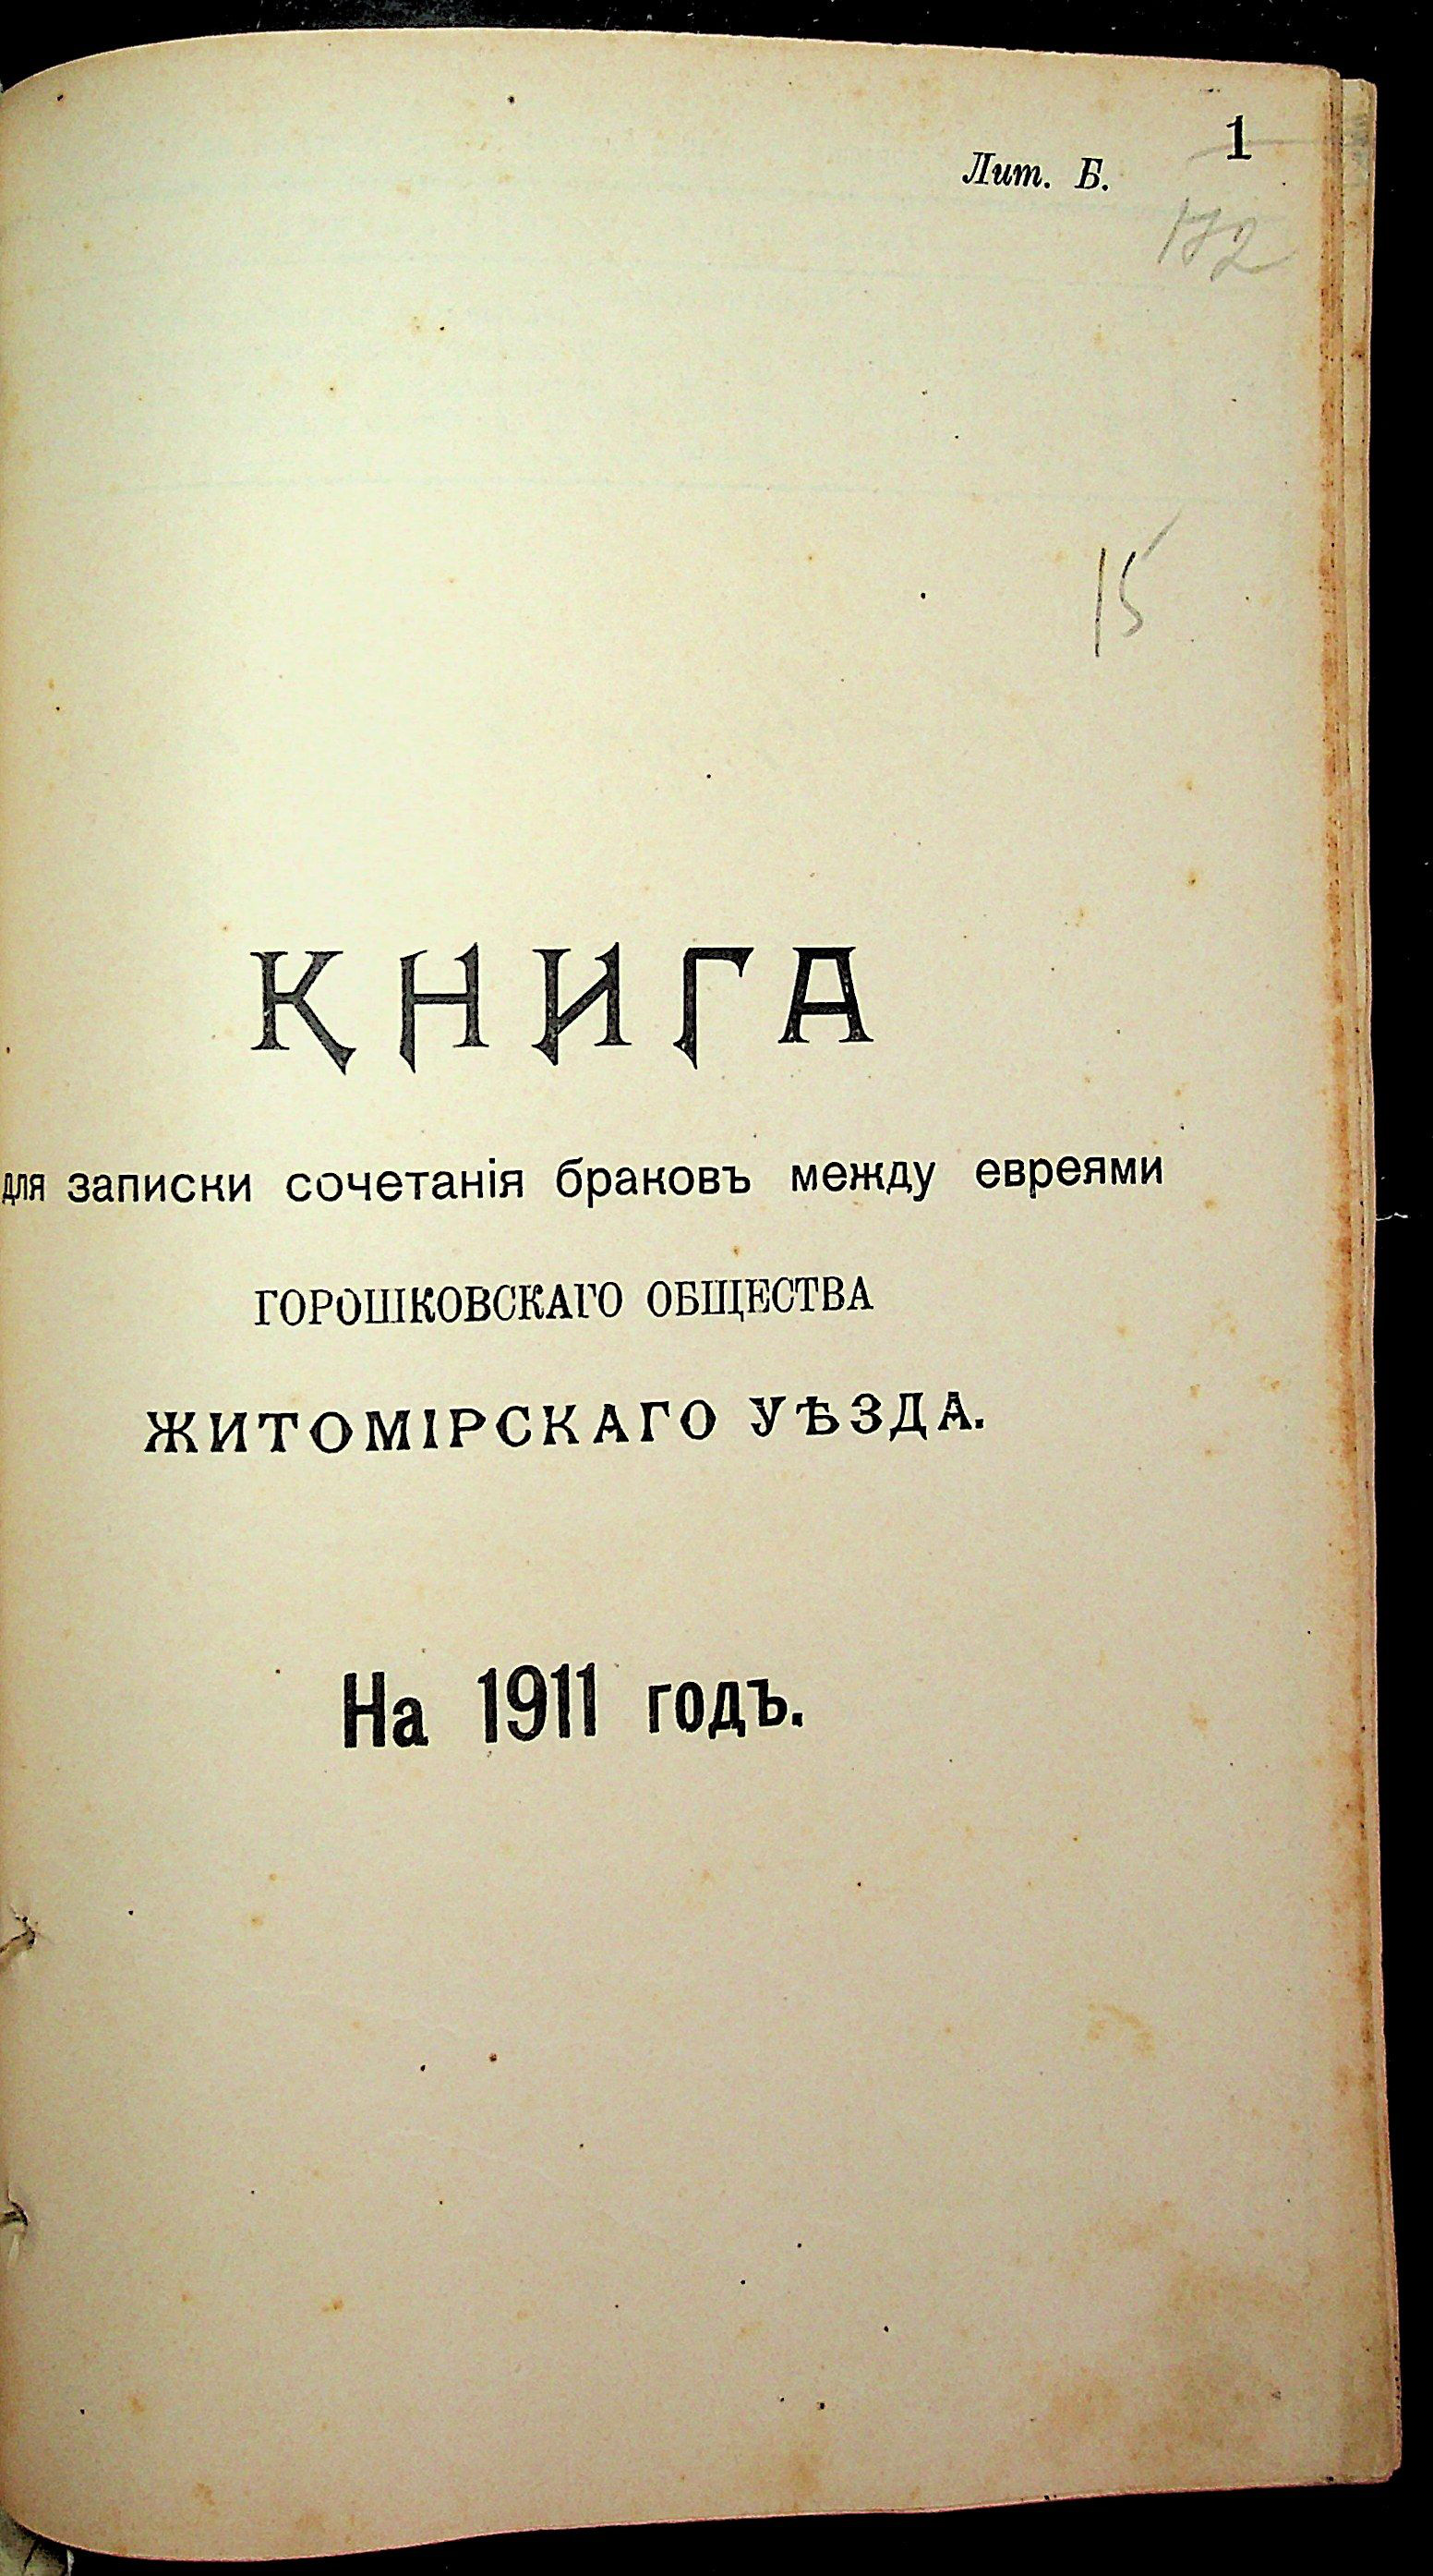 1
Лит. Б.
172
15
КНИГА
для записки сочетанія браковъ между евреями
ГОРОШКОВСКАГО ОБЩЕСТВА
ЖИТОМІРСКАГО УѢЗДА.
На 1911 годъ.